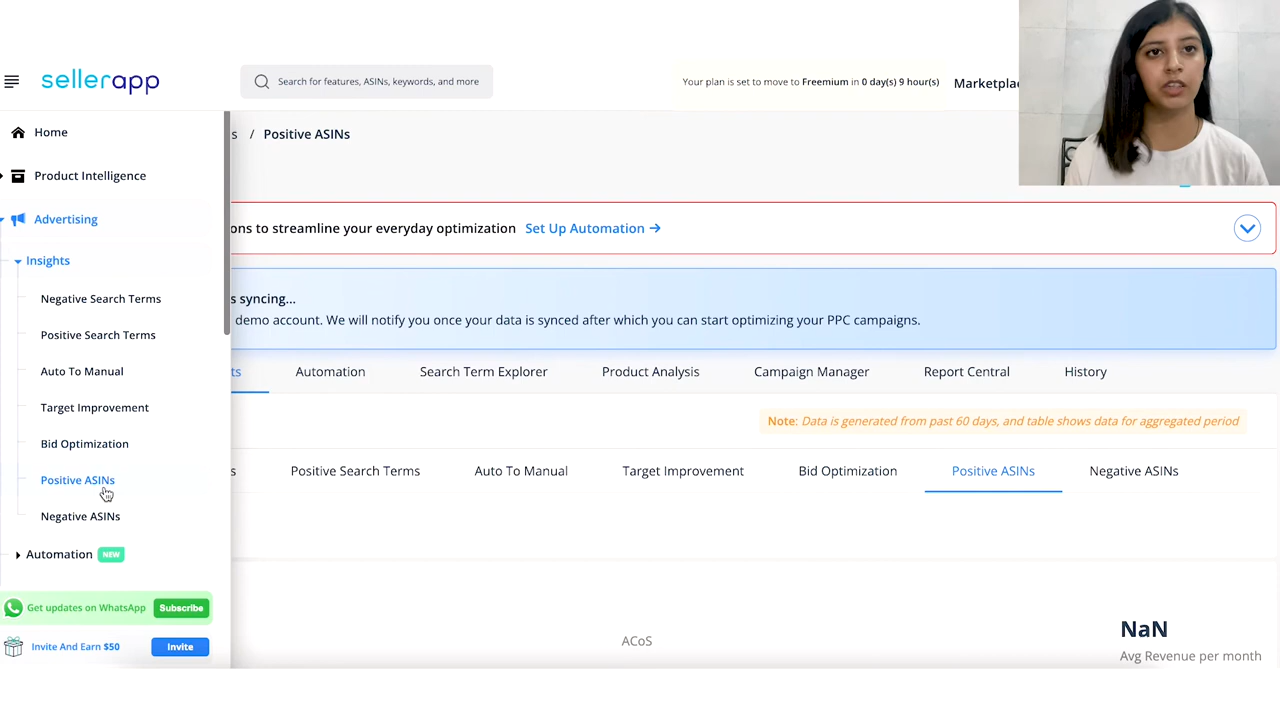 sellerapp
Search for features, ASINs, keywords, and more
Your plan is set to move to Freemium in 0 day(s) 9 hour(s)
Home
s / Positive ASINs
Product Intelligence
Advertising
ons to streamline your everyday optimization Set Up Automation →
Insights
Negative Search Terms
s syncing...
demo account. We will notify you once your data is synced after which you can start optimizing your PPC campaigns.
Positive Search Terms
Auto To Manual
ts Automation Search Term Explorer Product Analysis Campaign Manager Report Central History
Target Improvement
Note: Data is generated from past 60 days, and table shows data for aggregated period
Bid Optimization
Positive ASINs
s Positive Search Terms Auto To Manual Target Improvement Bid Optimization Positive ASINs Negative ASINs
Negative ASINs
Automation NEW
Get updates on WhatsApp Subscribe
Invite And Earn $50 Invite
ACoS
NaN
Avg Revenue per month